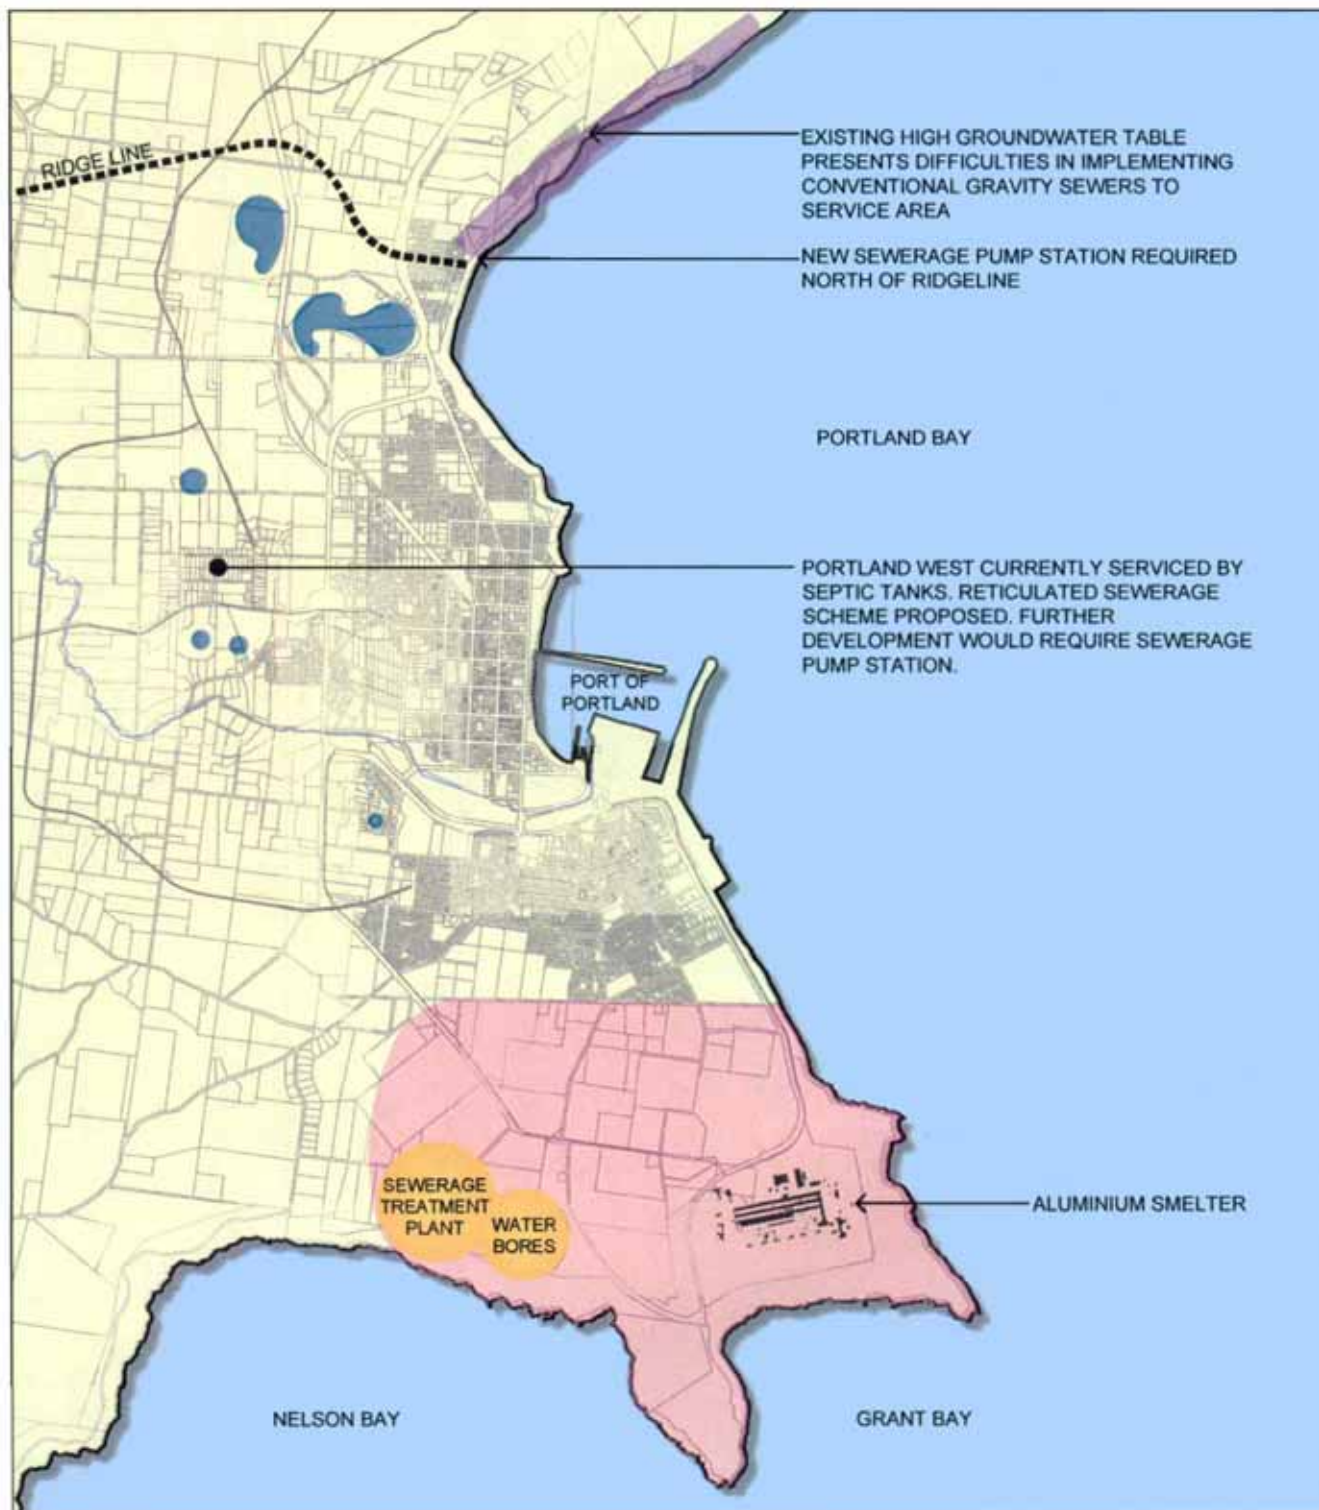 RIDGE LINE
EXISTING HIGH GROUNDWATER TABLE
PRESENTS DIFFICULTIES IN IMPLEMENTING
CONVENTIONAL GRAVITY SEWERS TO
SERVICE AREA
NEW SEWERAGE PUMP STATION REQUIRED
NORTH OF RIDGELINE
PORTLAND BAY
PORTLAND WEST CURRENTLY SERVICED BY
SEPTIC TANKS. RETICULATED SEWERAGE
SCHEME PROPOSED. FURTHER
DEVELOPMENT WOULD REQUIRE SEWERAGE
PUMP STATION.
PORT OF
PORTLAND
SEWERAGE
TREATMENT
PLANT
WATER
BORES
ALUMINIUM SMELTER
NELSON BAY
GRANT BAY